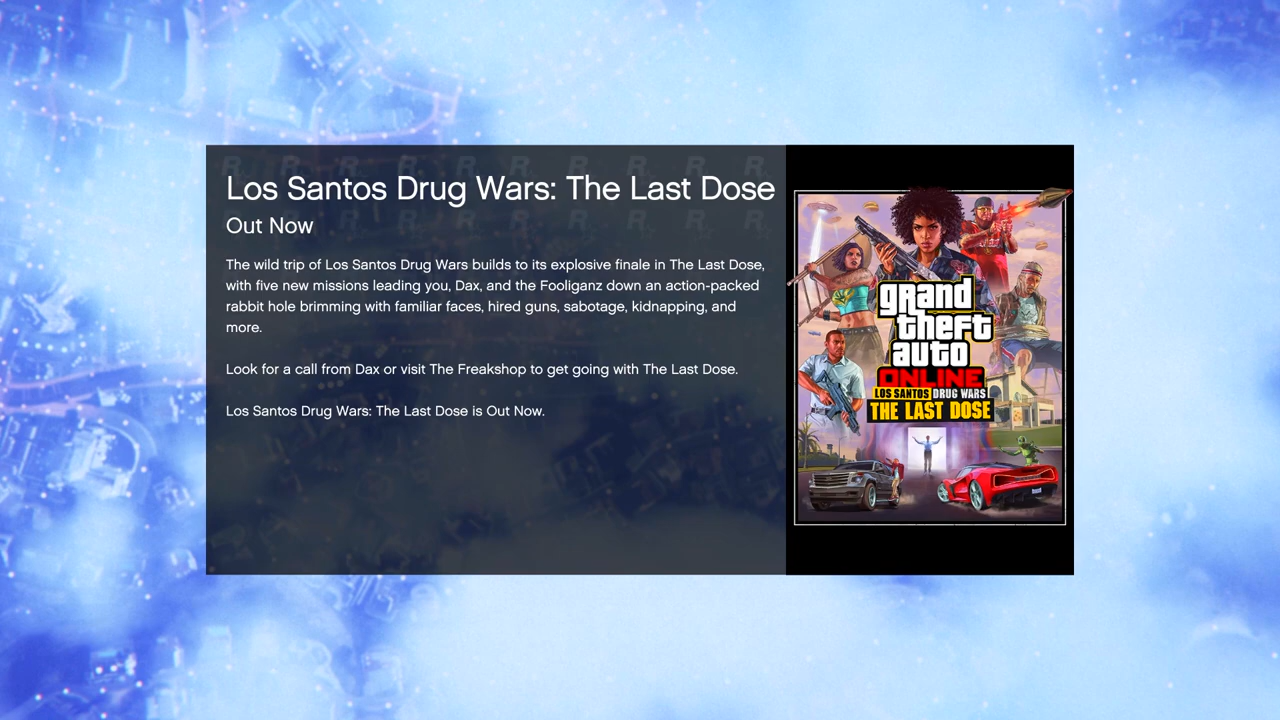 Los Santos Drug Wars: The Last Dose
Out Now
The wild trip of Los Santos Drug Wars builds to its explosive finale in The Last Dose,
with five new missions leading you, Dax, and the Fooliganz down an action-packed
rabbit hole brimming with familiar faces, hired guns, sabotage, kidnapping, and
more.
Look for a call from Dax or visit The Freakshop to get going with The Last Dose.
Los Santos Drug Wars: The Last Dose is Out Now.
grand
theft
auto
ONLINE
LOS SANTOS DRUG WARS
THE LAST DOSE